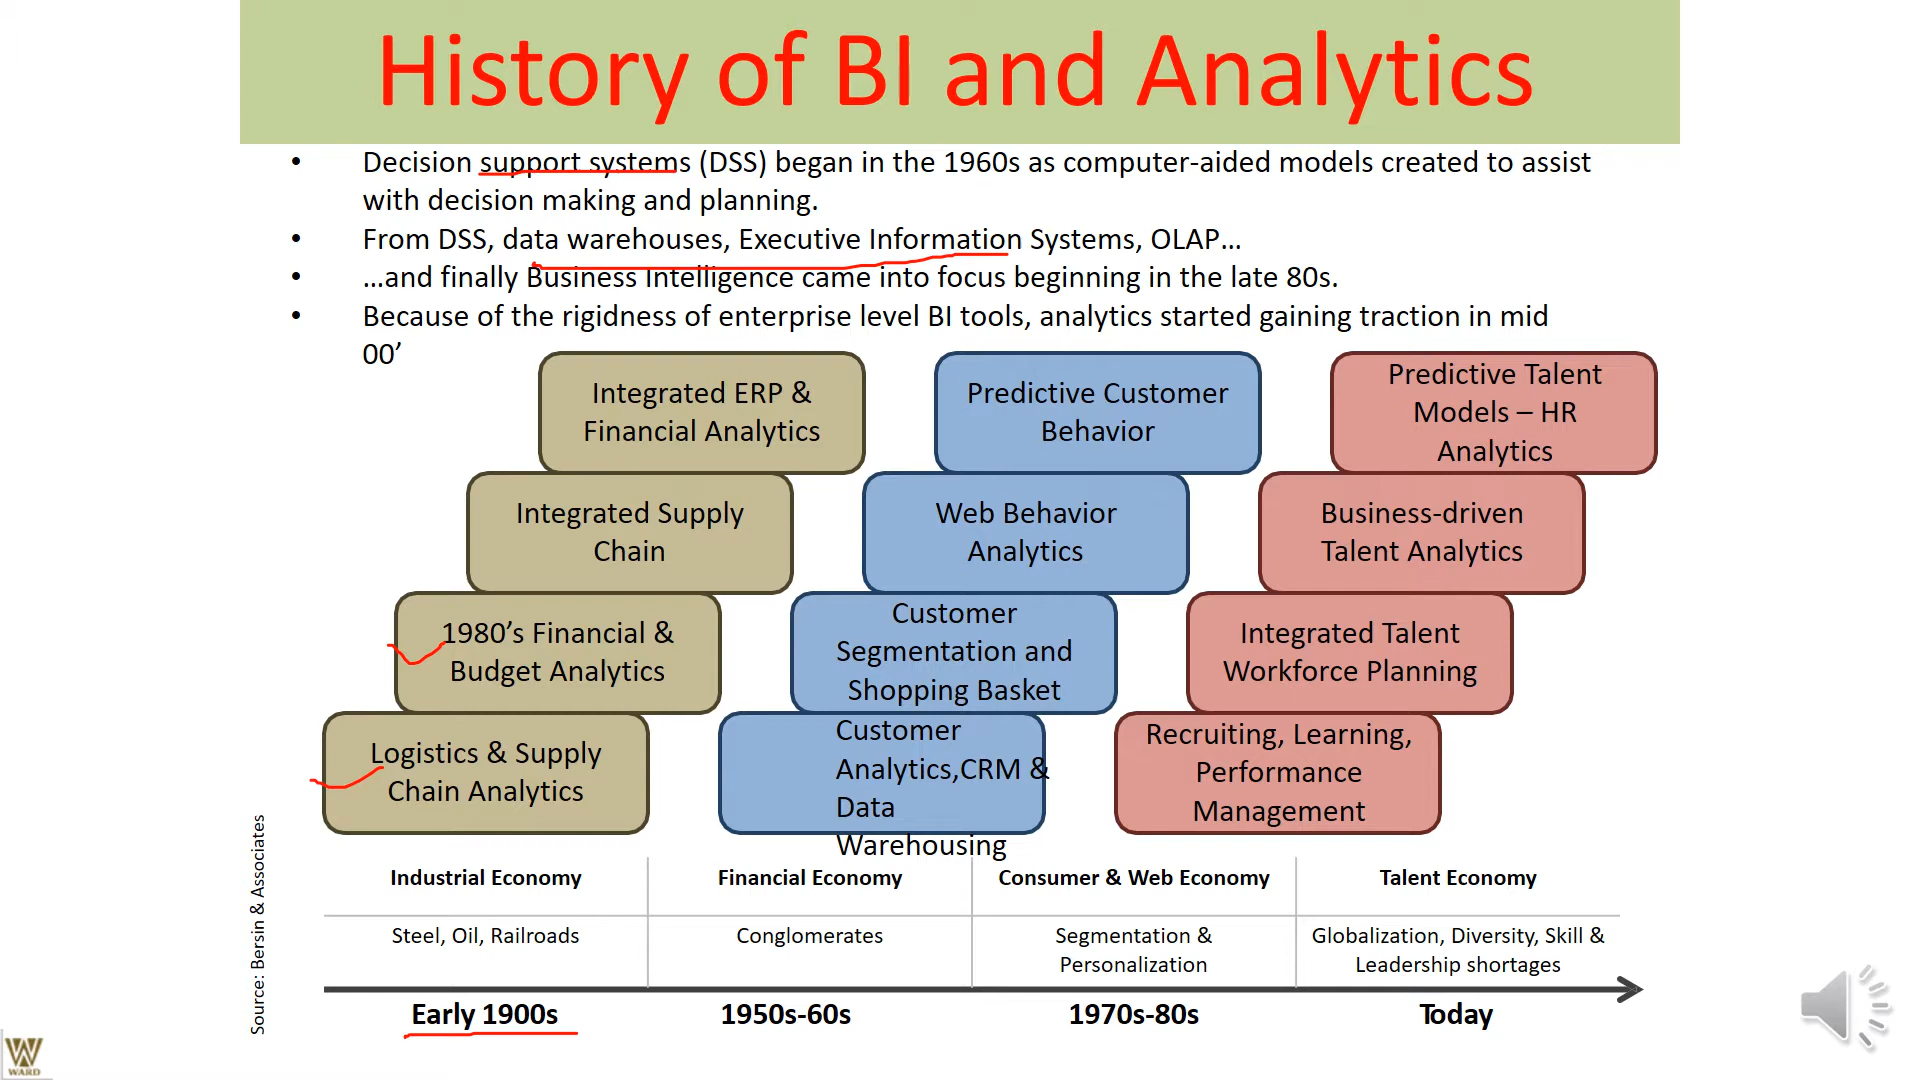 History of BI and Analytics
• Decision support systems (DSS) began in the 1960s as computer-aided models created to assist
with decision making and planning.
• From DSS, data warehouses, Executive Information Systems, OLAP…
• …and finally Business Intelligence came into focus beginning in the late 80s.
• Because of the rigidness of enterprise level BI tools, analytics started gaining traction in mid
00’
Integrated ERP &
Financial Analytics
Predictive Customer
Behavior
Predictive Talent
Models – HR
Analytics
Integrated Supply
Chain
Web Behavior
Analytics
Business-driven
Talent Analytics
1980’s Financial &
Budget Analytics
Customer
Segmentation and
Shopping Basket
Integrated Talent
Workforce Planning
Logistics & Supply
Chain Analytics
Customer
Analytics,CRM &
Data
Warehousing
Recruiting, Learning,
Performance
Management
Source: Bersin & Associates
Industrial Economy
Financial Economy
Consumer & Web Economy
Talent Economy
Steel, Oil, Railroads
Conglomerates
Segmentation &
Personalization
Globalization, Diversity, Skill &
Leadership shortages
Early 1900s
1950s-60s
1970s-80s
Today
W
WARD